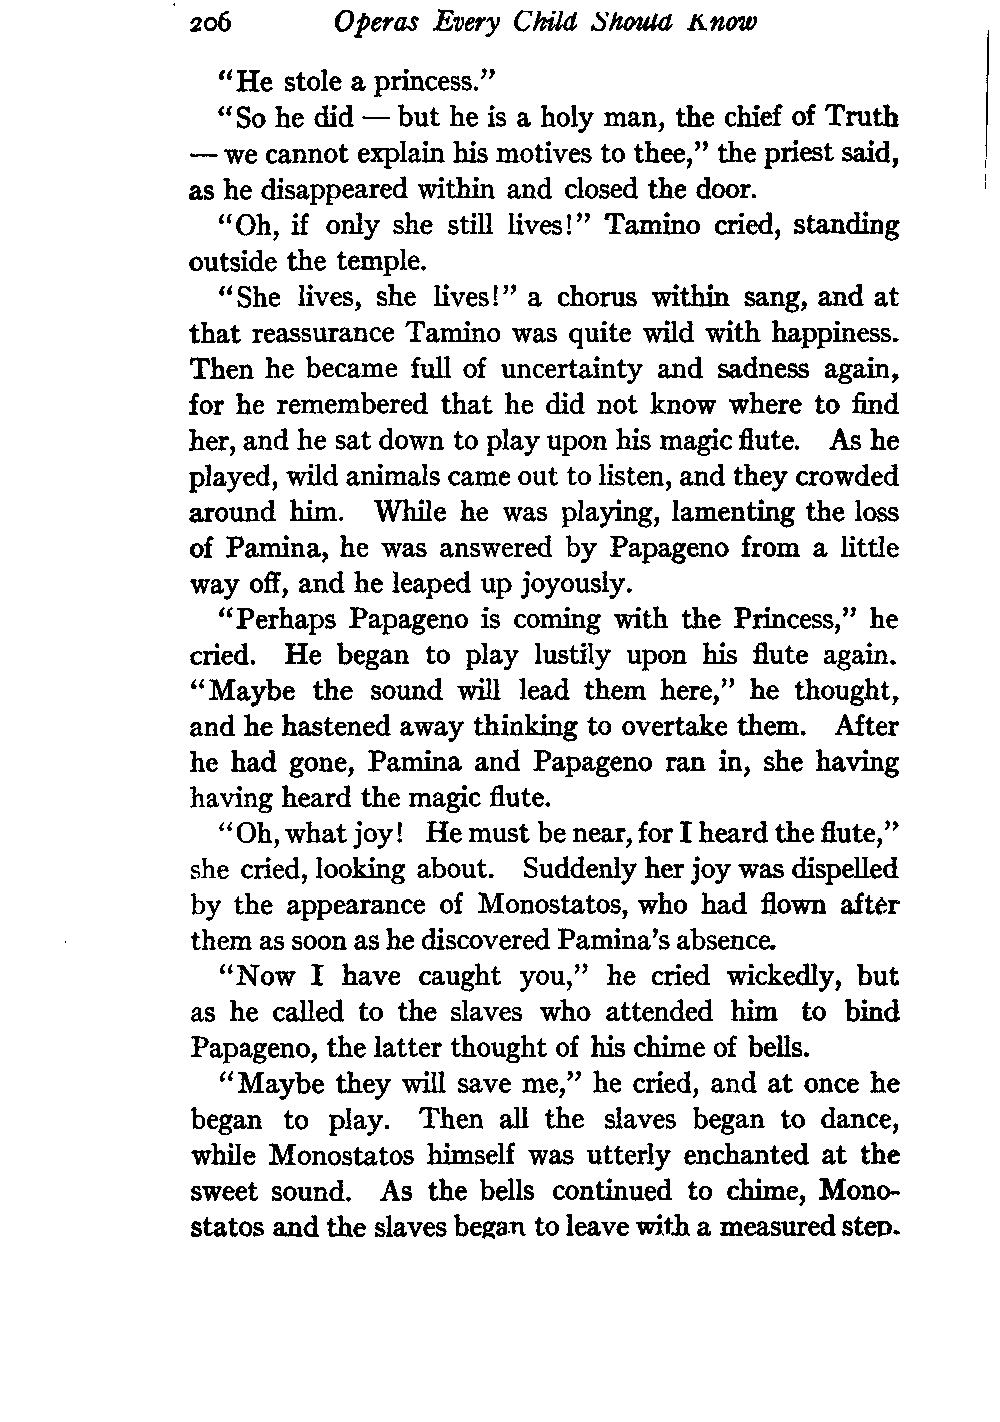 206 Operas Every Child Should Know
"He stole a princess."
"So he did — but he is a holy man, the chief of Truth
— we cannot explain his motives to thee," the priest said,
as he disappeared within and closed the door.
"Oh, if only she still lives!" Tamino cried, standing
outside the temple.
"She lives, she lives!" a chorus within sang, and at
that reassurance Tamino was quite wild with happiness.
Then he became full of uncertainty and sadness again,
for he remembered that he did not know where to find
her, and he sat down to play upon his magic flute. As he
played, wild animals came out to listen, and they crowded
around him. While he was playing, lamenting the loss
of Pamina, he was answered by Papageno from a little
way off, and he leaped up joyously.
"Perhaps Papageno is coming with the Princess," he
cried. He began to play lustily upon his flute again.
"Maybe the sound will lead them here," he thought,
and he hastened away thinking to overtake them. After
he had gone, Pamina and Papageno ran in, she having
having heard the magic flute.
"Oh, what joy! He must be near, for I heard the flute,"
she cried, looking about. Suddenly her joy was dispelled
by the appearance of Monostatos, who had flown after
them as soon as he discovered Pamina's absence.
"Now I have caught you," he cried wickedly, but
as he called to the slaves who attended him to bind
Papageno, the latter thought of his chime of bells.
"Maybe they will save me," he cried, and at once he
began to play. Then all the slaves began to dance,
while Monostatos himself was utterly enchanted at the
sweet sound. As the bells continued to chime, Mono-
statos and the slaves began to leave with a measured step.